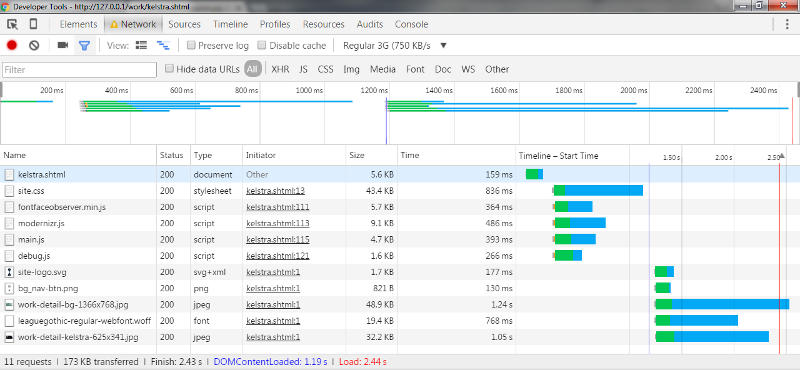 Developer Tools - http://127.0.0.1/work/kelstra.shtml
Elements Network Sources Timeline Profiles Resources Audits Console
View: Preserve log Disable cache Regular 3G (750 KB/s
Filter Hide data URLs All XHR JS CSS Img Media Font Doc WS Other
200 ms 400 ms 600 ms 800 ms 1000 ms 1200 ms 1400 ms 1600 ms 1800 ms 2000 ms 2200 ms 2400 ms
Name Status Type Initiator Size Time Timeline – Start Time 1.50 s 2.00 s 2.50
kelstra.shtml 200 document Other 5.6 KB 159 ms
site.css 200 stylesheet kelstra.shtml:13 43.4 KB 836 ms
fontfaceobserver.min.js 200 script kelstra.shtml:111 5.7 KB 364 ms
modernizr.js 200 script kelstra.shtml:113 9.1 KB 486 ms
main.js 200 script kelstra.shtml:115 4.7 KB 393 ms
debug.js 200 script kelstra.shtml:121 1.6 KB 266 ms
site-logo.svg 200 svg+xml kelstra.shtml:1 1.7 KB 177 ms
bg_nav-btn.png 200 png kelstra.shtml:1 821 B 130 ms
work-detail-bg-1366x768.jpg 200 jpeg kelstra.shtml:1 48.9 KB 1.24 s
leaguegothic-regular-webfont.woff 200 font kelstra.shtml:1 19.4 KB 768 ms
work-detail-kelstra-625x341.jpg 200 jpeg kelstra.shtml:1 32.2 KB 1.05 s
11 requests | 173 KB transferred | Finish: 2.43 s | DOMContentLoaded: 1.19 s | Load: 2.44 s